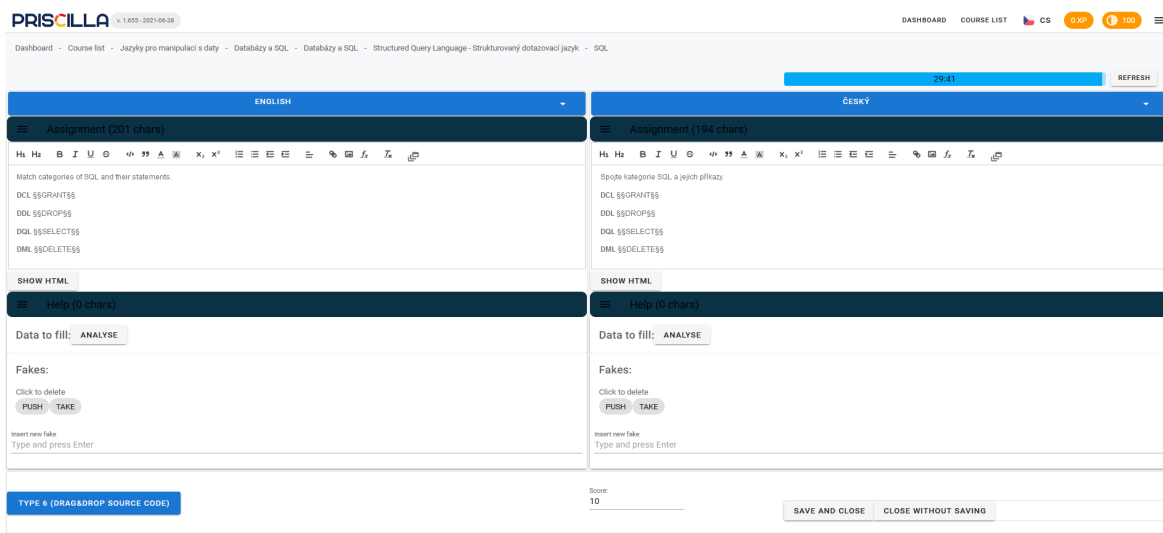 PRISCILLA v. 1.655 - 2021-06-28 DASHBOARD COURSE LIST CS 0 XP 100
Dashboard - Course list - Jazyky pro manipulaci s daty - Databázy a SQL - Databázy a SQL - Structured Query Language - Strukturovaný dotazovací jazyk - SQL
29:41 REFRESH
ENGLISH
Assignment (201 chars)
H1 H2 B I U S </> ” A A X₂ X² fx Tx
Match categories of SQL and their statements.
DCL §§GRANT§§
DDL §§DROP§§
DQL §§SELECT§§
DML §§DELETE§§
SHOW HTML
Help (0 chars)
Data to fill: ANALYSE
Fakes:
Click to delete
PUSH TAKE
Insert new fake
Type and press Enter
ČESKÝ
Assignment (194 chars)
H1 H2 B I U S </> ” A A X₂ X² fx Tx
Spojte kategorie SQL a jejich příkazy.
DCL §§GRANT§§
DDL §§DROP§§
DQL §§SELECT§§
DML §§DELETE§§
SHOW HTML
Help (0 chars)
Data to fill: ANALYSE
Fakes:
Click to delete
PUSH TAKE
Insert new fake
Type and press Enter
TYPE 6 (DRAG&DROP SOURCE CODE)
Score:
10
SAVE AND CLOSE CLOSE WITHOUT SAVING